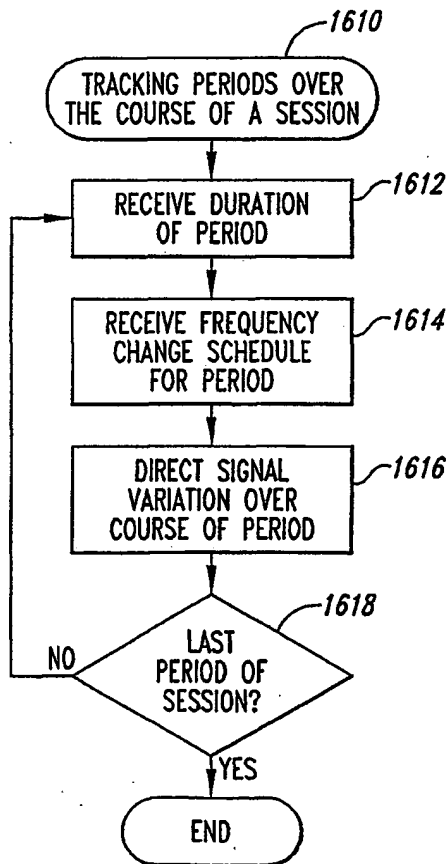 1610
TRACKING PERIODS OVER
THE COURSE OF A SESSION
1612
RECEIVE DURATION
OF PERIOD
1614
RECEIVE FREQUENCY
CHANGE SCHEDULE
FOR PERIOD
1616
DIRECT SIGNAL
VARIATION OVER
COURSE OF PERIOD
1618
LAST
PERIOD OF
SESSION?
NO
YES
END